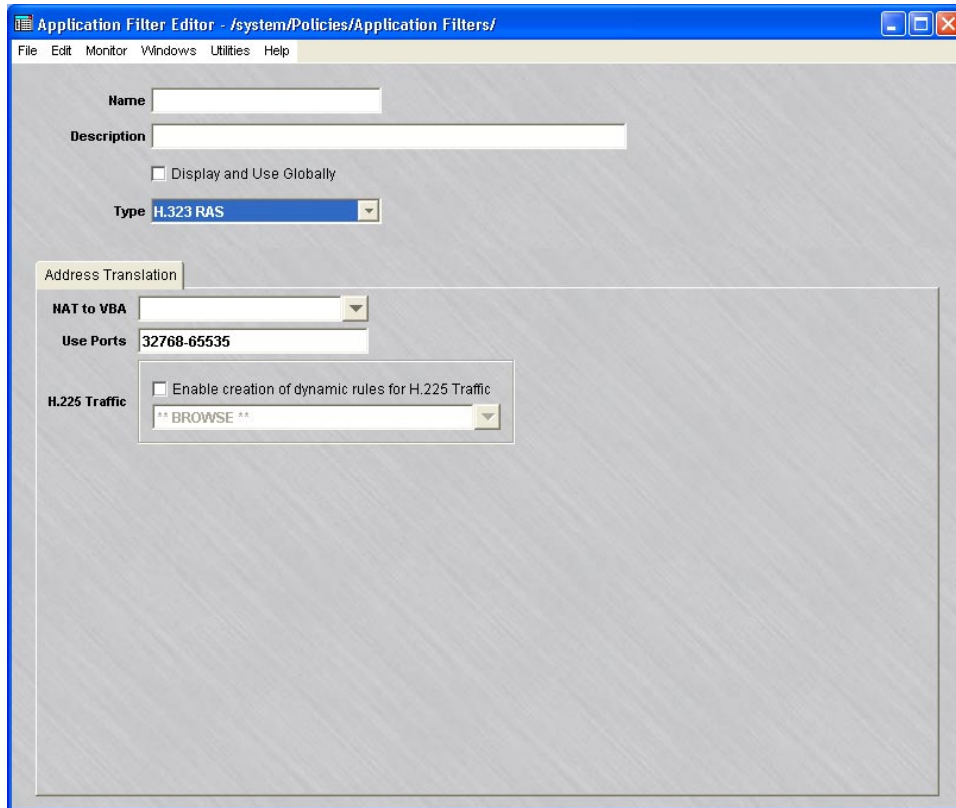 Application Filter Editor - /system/Policies/Application Filters/
File Edit Monitor Windows Utilities Help
Name
Description
Display and Use Globally
Type H.323 RAS
Address Translation
NAT to VBA
Use Ports 32768-65535
H.225 Traffic
Enable creation of dynamic rules for H.225 Traffic
** BROWSE **